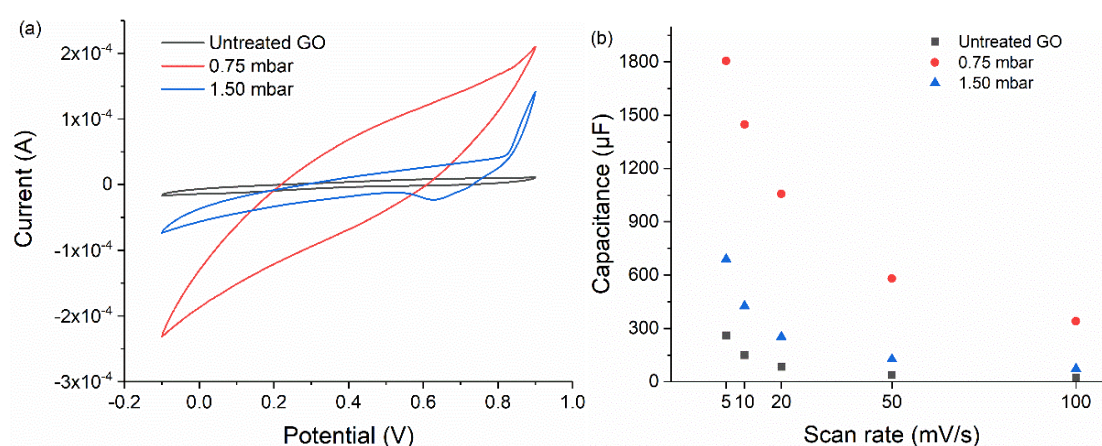 (a)
Untreated GO
0.75 mbar
1.50 mbar
2x10⁻⁴
1x10⁻⁴
0
-1x10⁻⁴
-2x10⁻⁴
-3x10⁻⁴
Current (A)
-0.2 0.0 0.2 0.4 0.6 0.8 1.0
Potential (V)
(b)
Untreated GO
0.75 mbar
1.50 mbar
1800
1500
1200
900
600
300
0
Capacitance (µF)
5 10 20 50 100
Scan rate (mV/s)